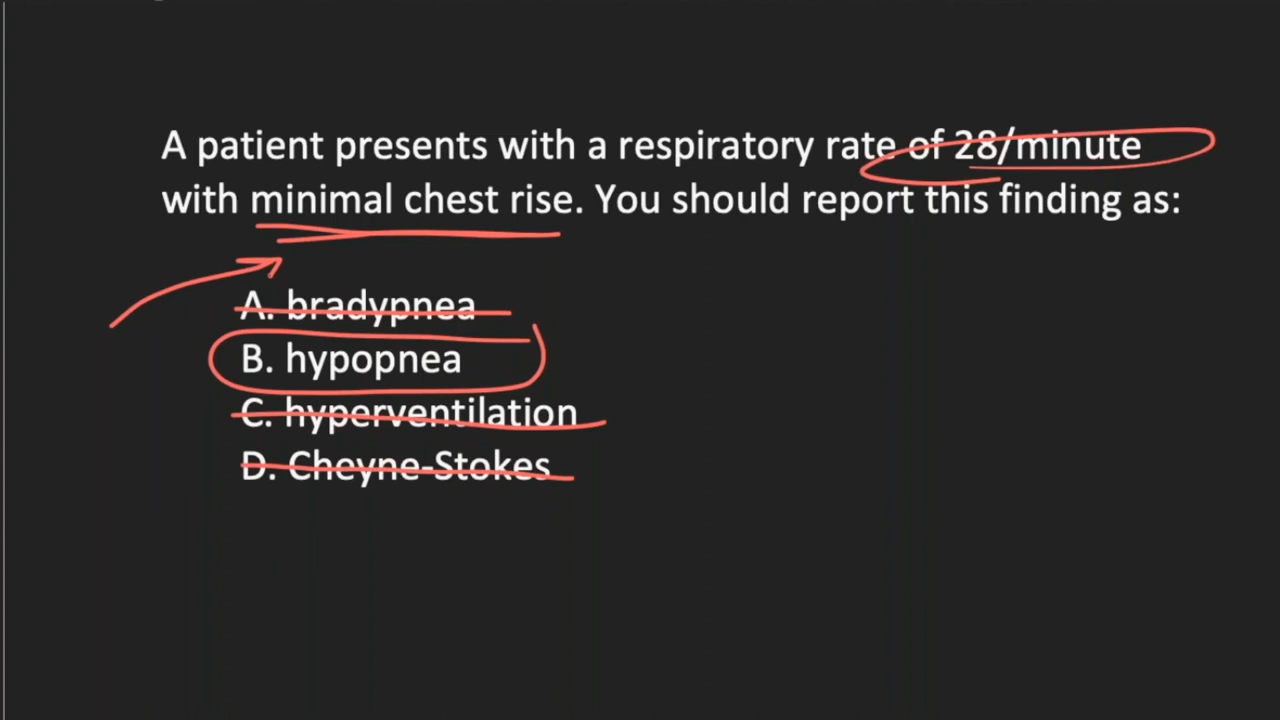 A patient presents with a respiratory rate of 28/minute
with minimal chest rise. You should report this finding as:
A. bradypnea
B. hypopnea
C. hyperventilation
D. Cheyne-Stokes